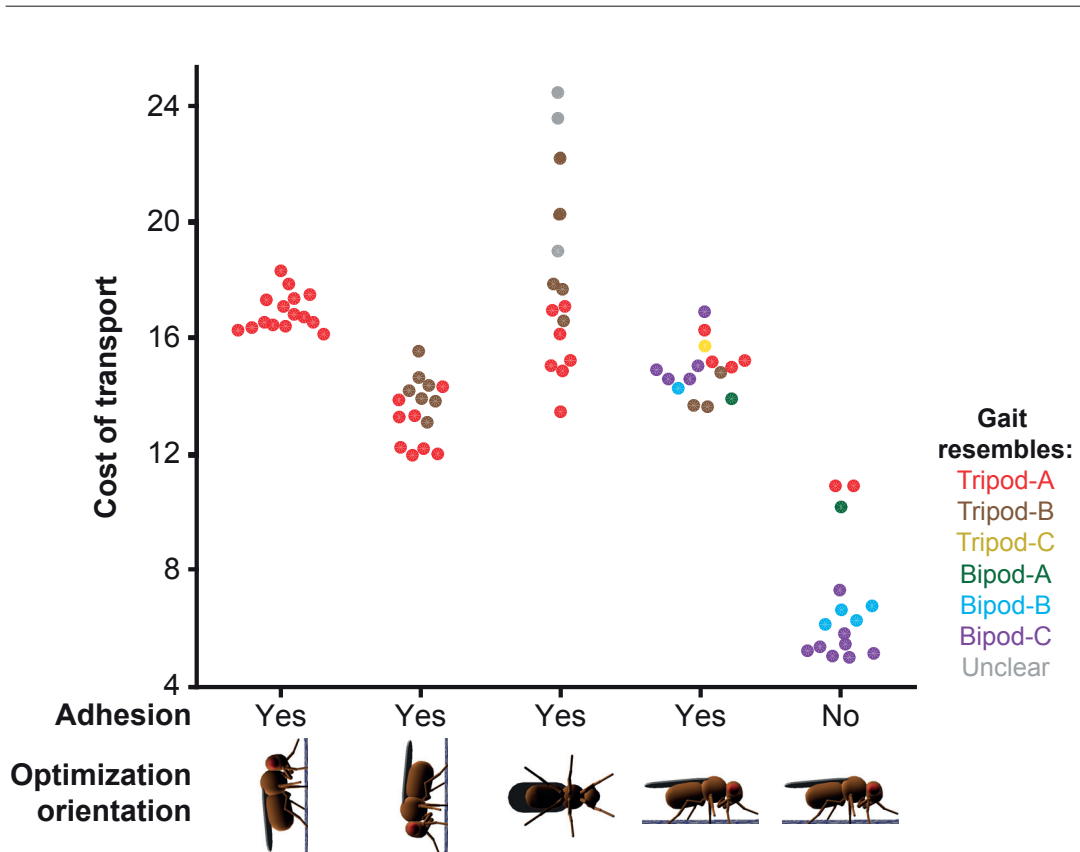 24
20
16
12
8
4
Cost of transport
Gait
resembles:
Tripod-A
Tripod-B
Tripod-C
Bipod-A
Bipod-B
Bipod-C
Unclear
Adhesion Yes Yes Yes Yes No
Optimization
orientation